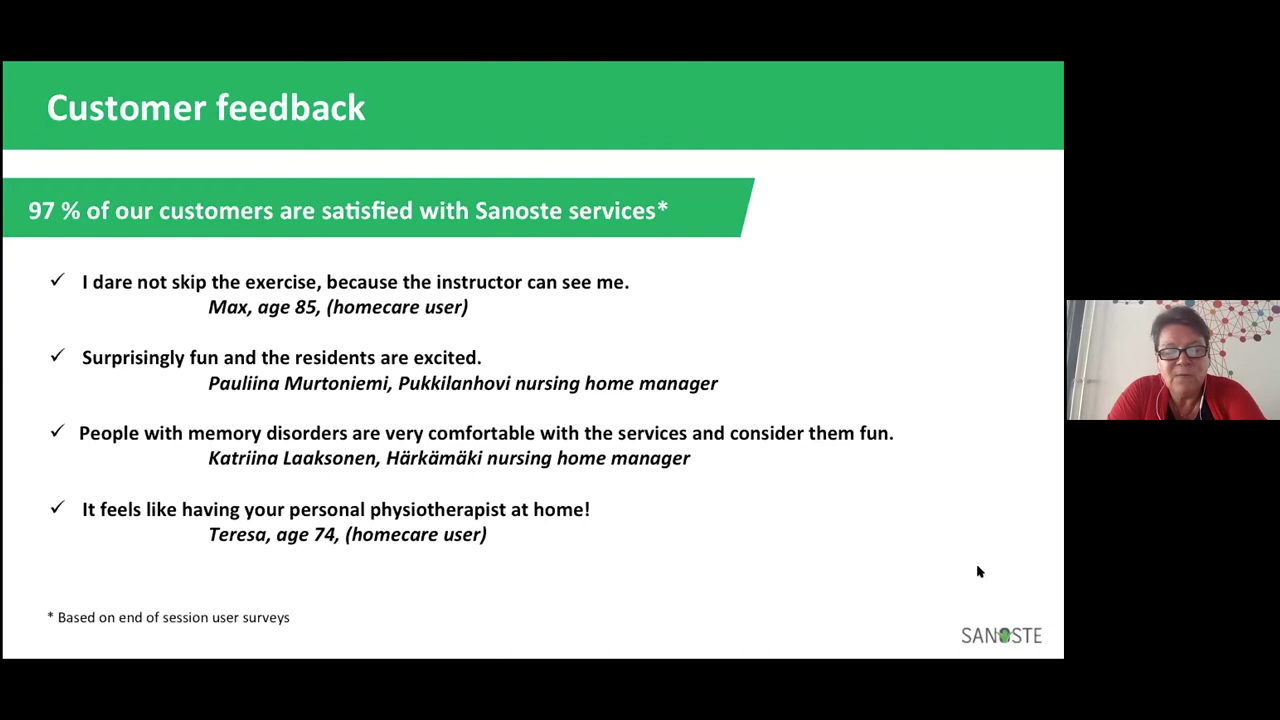 Customer feedback
97 % of our customers are satisfied with Sanoste services*
✓ I dare not skip the exercise, because the instructor can see me.
Max, age 85, (homecare user)
✓ Surprisingly fun and the residents are excited.
Pauliina Murtoniemi, Pukkilanhovi nursing home manager
✓ People with memory disorders are very comfortable with the services and consider them fun.
Katriina Laaksonen, Härkämäki nursing home manager
✓ It feels like having your personal physiotherapist at home!
Teresa, age 74, (homecare user)
* Based on end of session user surveys
SANOSTE